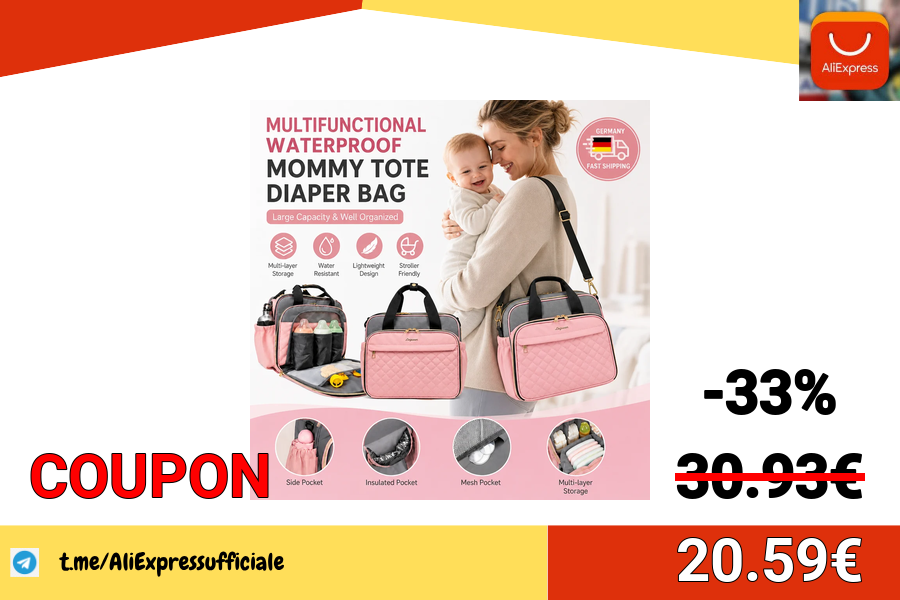 AliExpress
MULTIFUNCTIONAL
WATERPROOF
MOMMY TOTE
DIAPER BAG
Large Capacity & Well Organized
GERMANY
FAST SHIPPING
Multi-layer
Storage
Water
Resistant
Lightweight
Design
Stroller
Friendly
-33%
COUPON
30.93€
Side Pocket
Insulated Pocket
Mesh Pocket
Multi-layer
Storage
t.me/AliExpressufficiale
20.59€